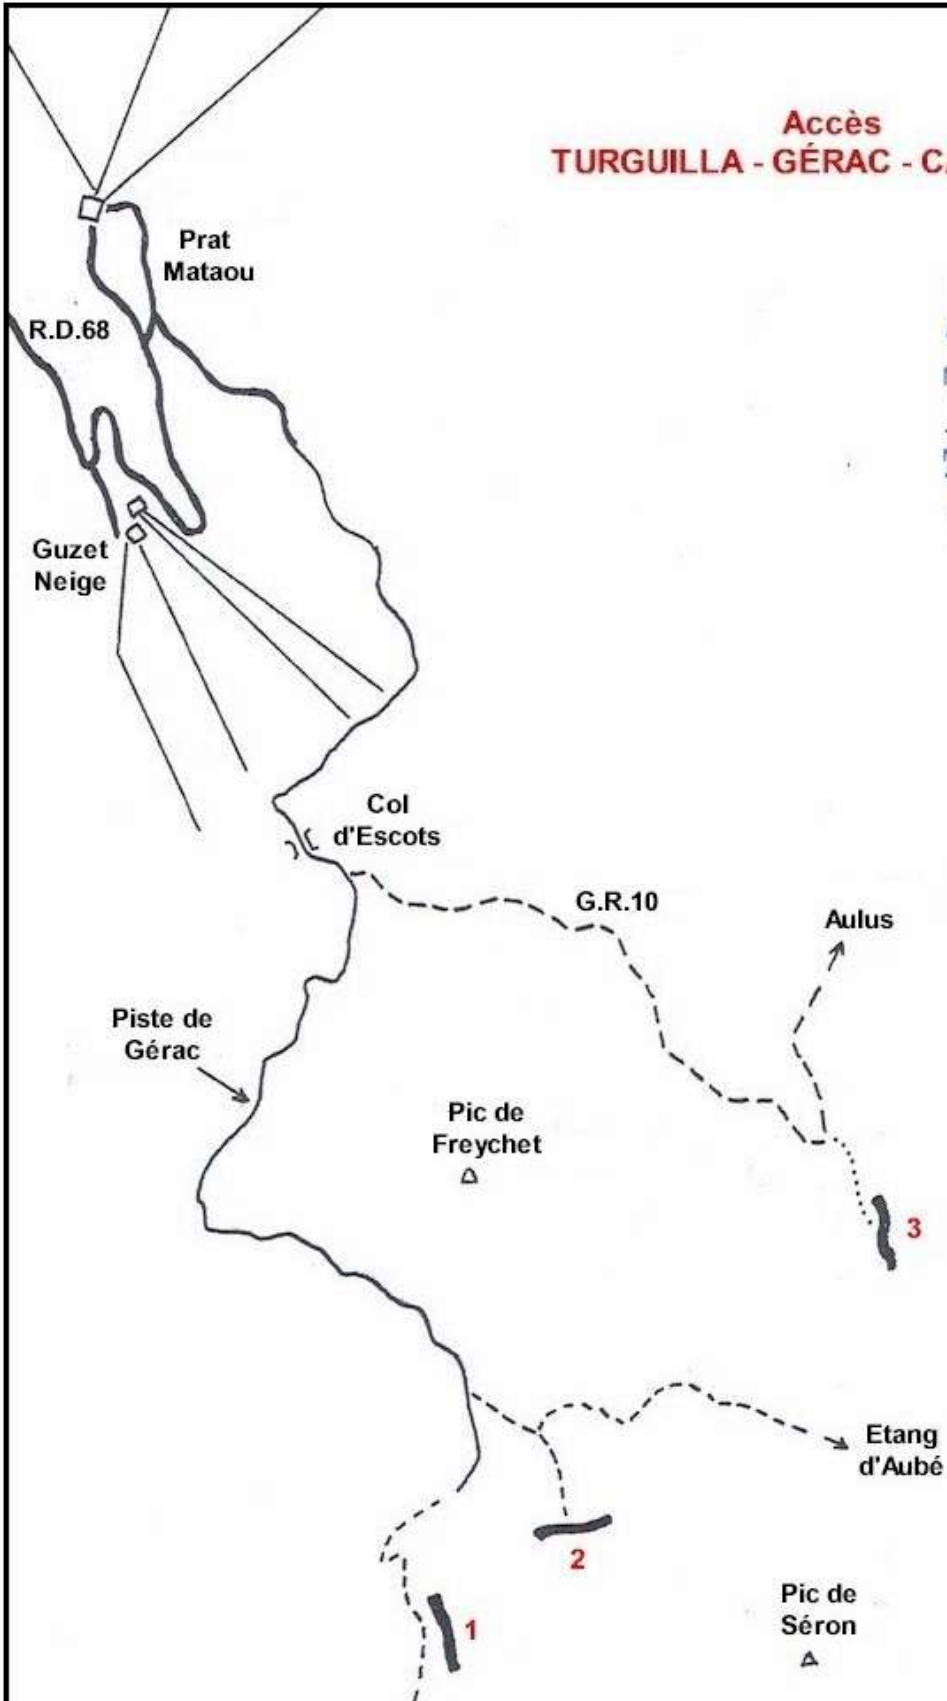 Accès
TURGUILLA - GÉRAC - 
Prat
Mataou
R.D.68
Guzet
Neige
Col
d'Escots
G.R.10
Aulus
Piste de
Gérac
Pic de
Freychet
3
Etang
d'Aubé
2
1
Pic de
Séron